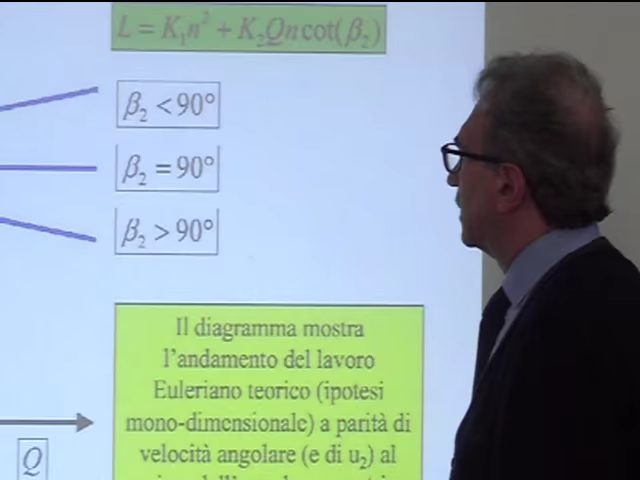 L = K₁n² + K₂Qn cot(β₂)
β₂ < 90°
β₂ = 90°
β₂ > 90°
Il diagramma mostra
l'andamento del lavoro
Euleriano teorico (ipotesi
mono-dimensionale) a parità di
velocità angolare (e di u₂) al
Q